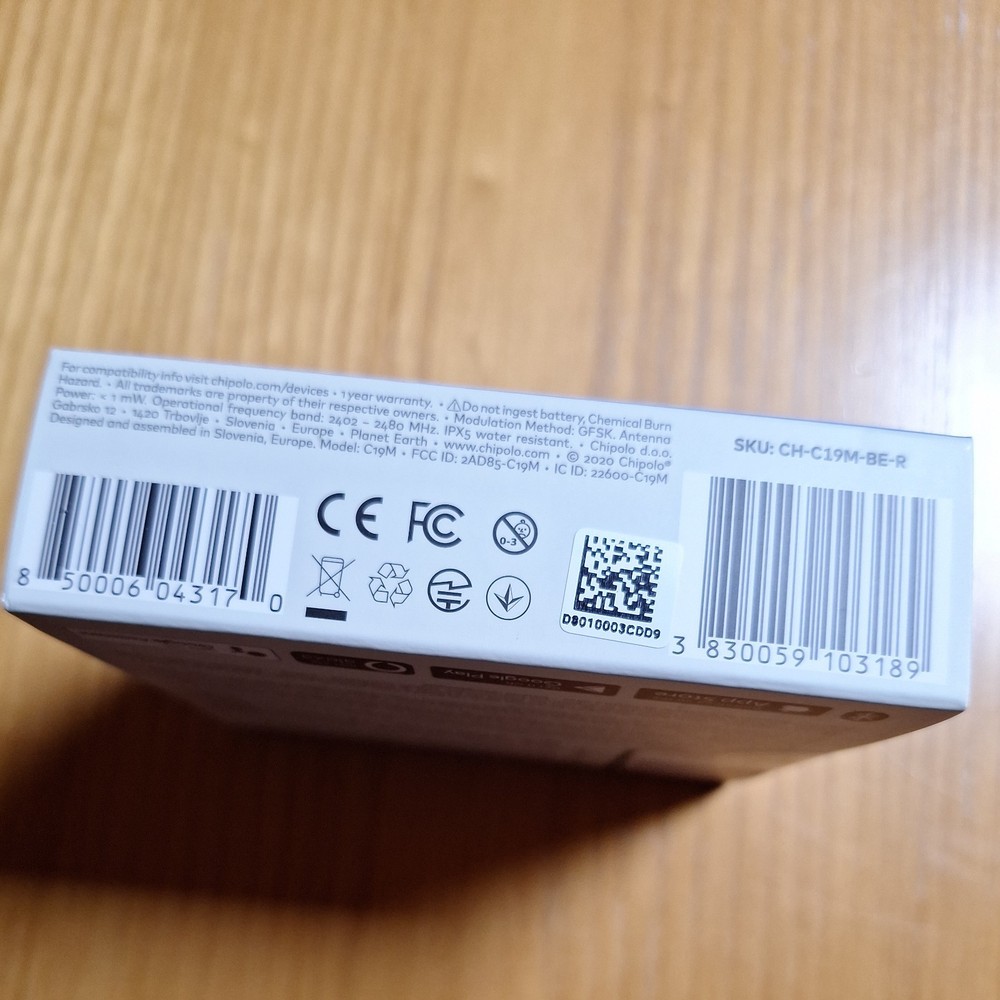 For compatibility info visit chipolo.com/devices • 1 year warranty. • ⚠Do not ingest battery, Chemical Burn
Hazard. • All trademarks are property of their respective owners. • Modulation Method: GFSK. Antenna
Power: < 1 mW. Operational frequency band: 2402 – 2480 MHz. IPX5 water resistant. • Chipolo d.o.o.
Gabrsko 12 • 1420 Trbovlje • Slovenia • Europe • Planet Earth • www.chipolo.com • © 2020 Chipolo®
Designed and assembled in Slovenia, Europe. Model: C19M • FCC ID: 2AD85-C19M • IC ID: 22600-C19M
SKU: CH-C19M-BE-R
CE FC
0-3
8 50006 04317 0
D8010003CDD9
3 830059 103189
Google Play
App Store